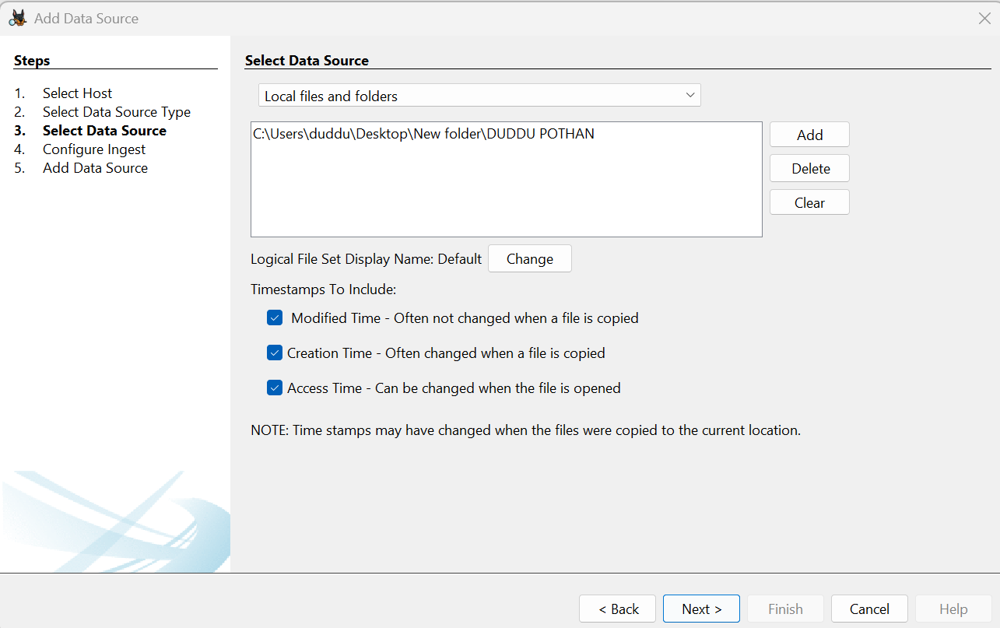 Add Data Source
Steps
1. Select Host
2. Select Data Source Type
3. Select Data Source
4. Configure Ingest
5. Add Data Source
Select Data Source
Local files and folders
C:\Users\duddu\Desktop\New folder\DUDDU POTHAN
Add
Delete
Clear
Logical File Set Display Name: Default Change
Timestamps To Include:
Modified Time - Often not changed when a file is copied
Creation Time - Often changed when a file is copied
Access Time - Can be changed when the file is opened
NOTE: Time stamps may have changed when the files were copied to the current location.
< Back Next > Finish Cancel Help